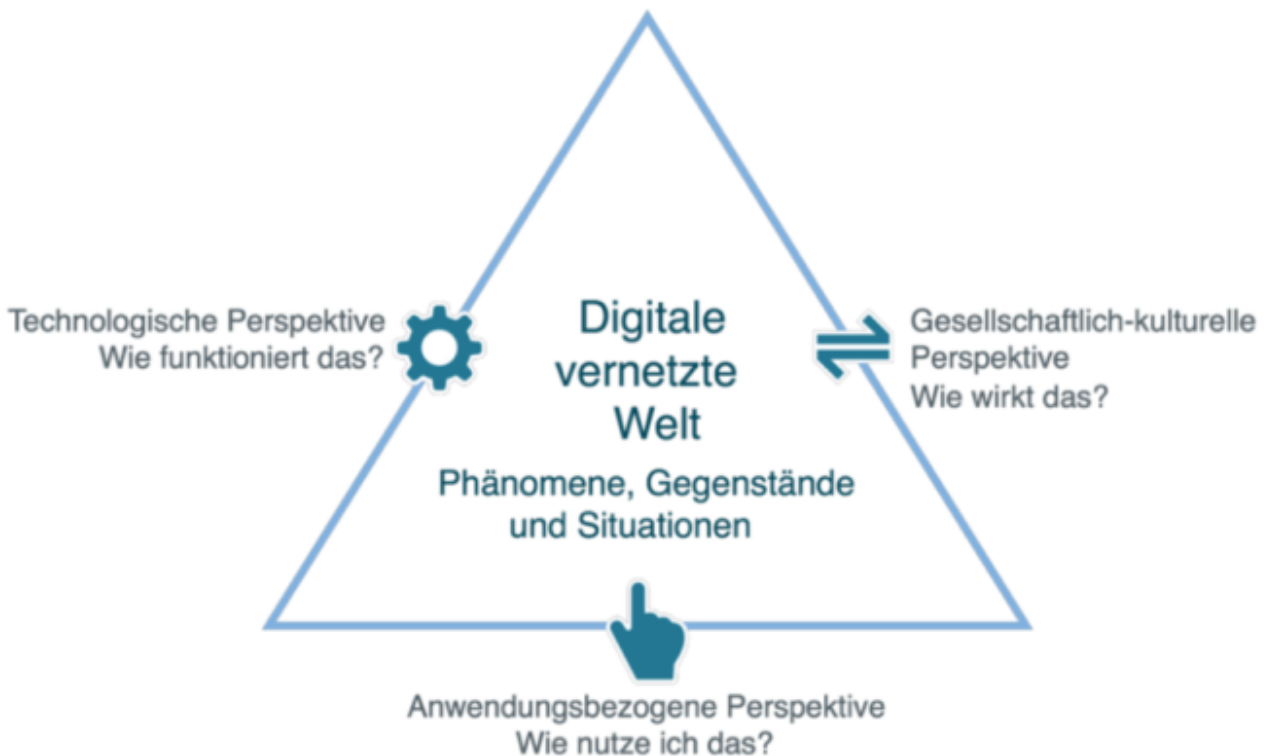 Technologische Perspektive
Wie funktioniert das?
Digitale
vernetzte
Welt
Phänomene, Gegenstände
und Situationen
Gesellschaftlich-kulturelle
Perspektive
Wie wirkt das?
Anwendungsbezogene Perspektive
Wie nutze ich das?